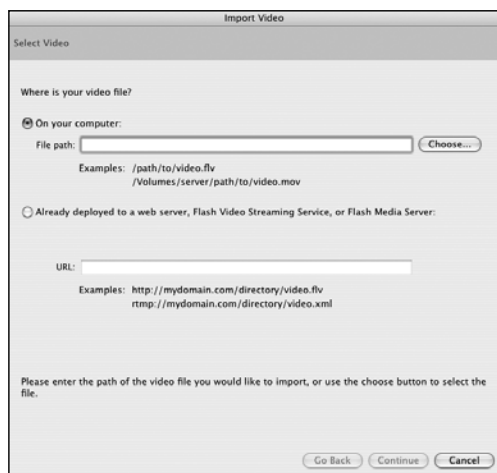 Import Video
Select Video
Where is your video file?
On your computer:
File path:
Choose...
Examples: /path/to/video.flv
/Volumes/server/path/to/video.mov
Already deployed to a web server, Flash Video Streaming Service, or Flash Media Server:
URL:
Examples: http://mydomain.com/directory/video.flv
rtmp://mydomain.com/directory/video.xml
Please enter the path of the video file you would like to import, or use the choose button to select the
file.
Go Back Continue Cancel